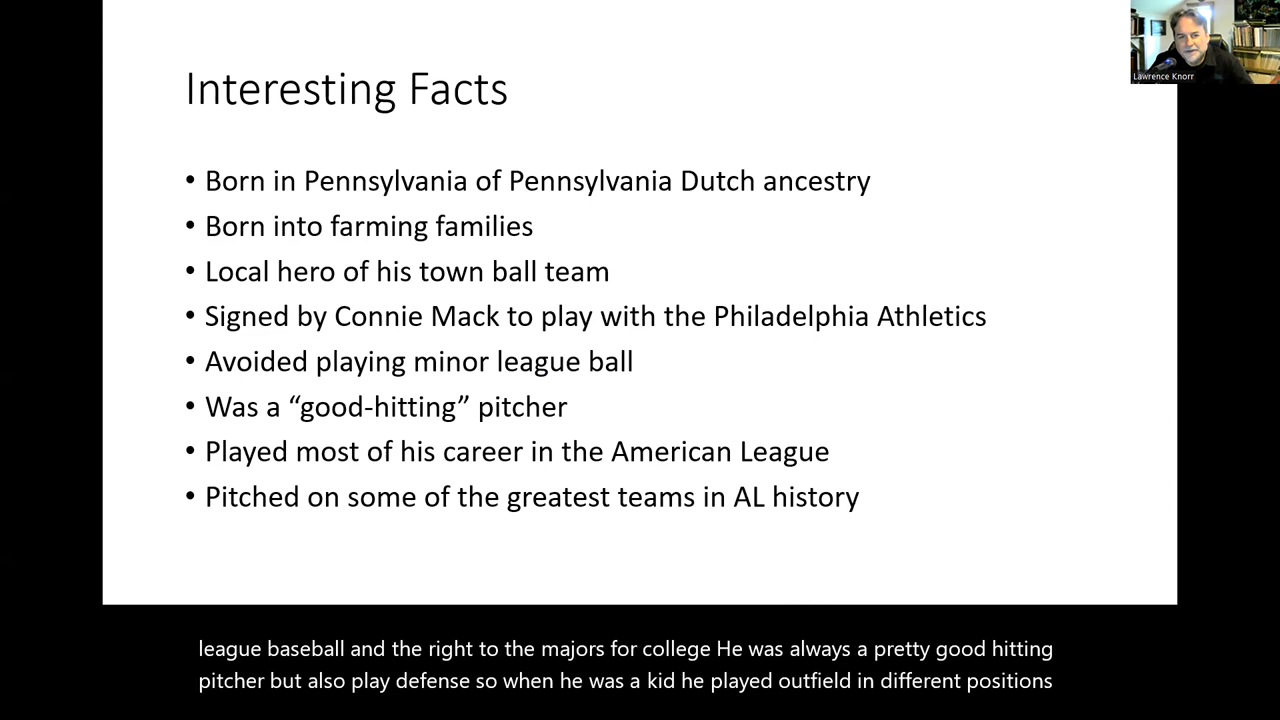 Interesting Facts
Lawrence Knorr
• Born in Pennsylvania of Pennsylvania Dutch ancestry
• Born into farming families
• Local hero of his town ball team
• Signed by Connie Mack to play with the Philadelphia Athletics
• Avoided playing minor league ball
• Was a “good-hitting” pitcher
• Played most of his career in the American League
• Pitched on some of the greatest teams in AL history
league baseball and the right to the majors for college He was always a pretty good hitting
pitcher but also play defense so when he was a kid he played outfield in different positions